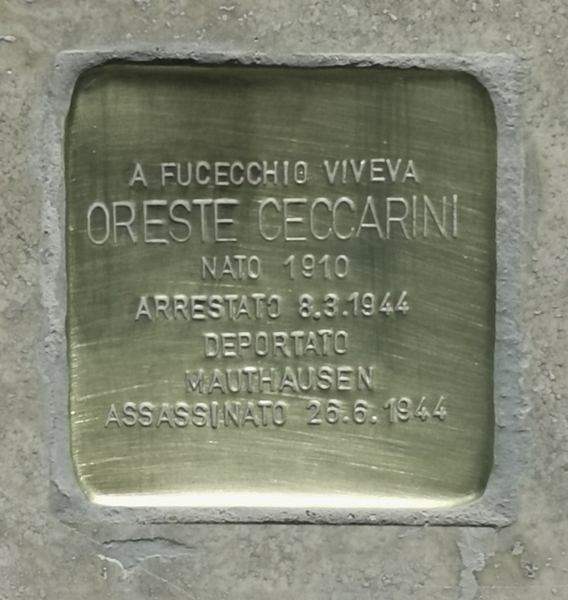 A FUCECCHIO VIVEVA
ORESTE CECCARINI
NATO 1910
ARRESTATO 8.3.1944
DEPORTATO
MAUTHAUSEN
ASSASSINATO 26.6.1944